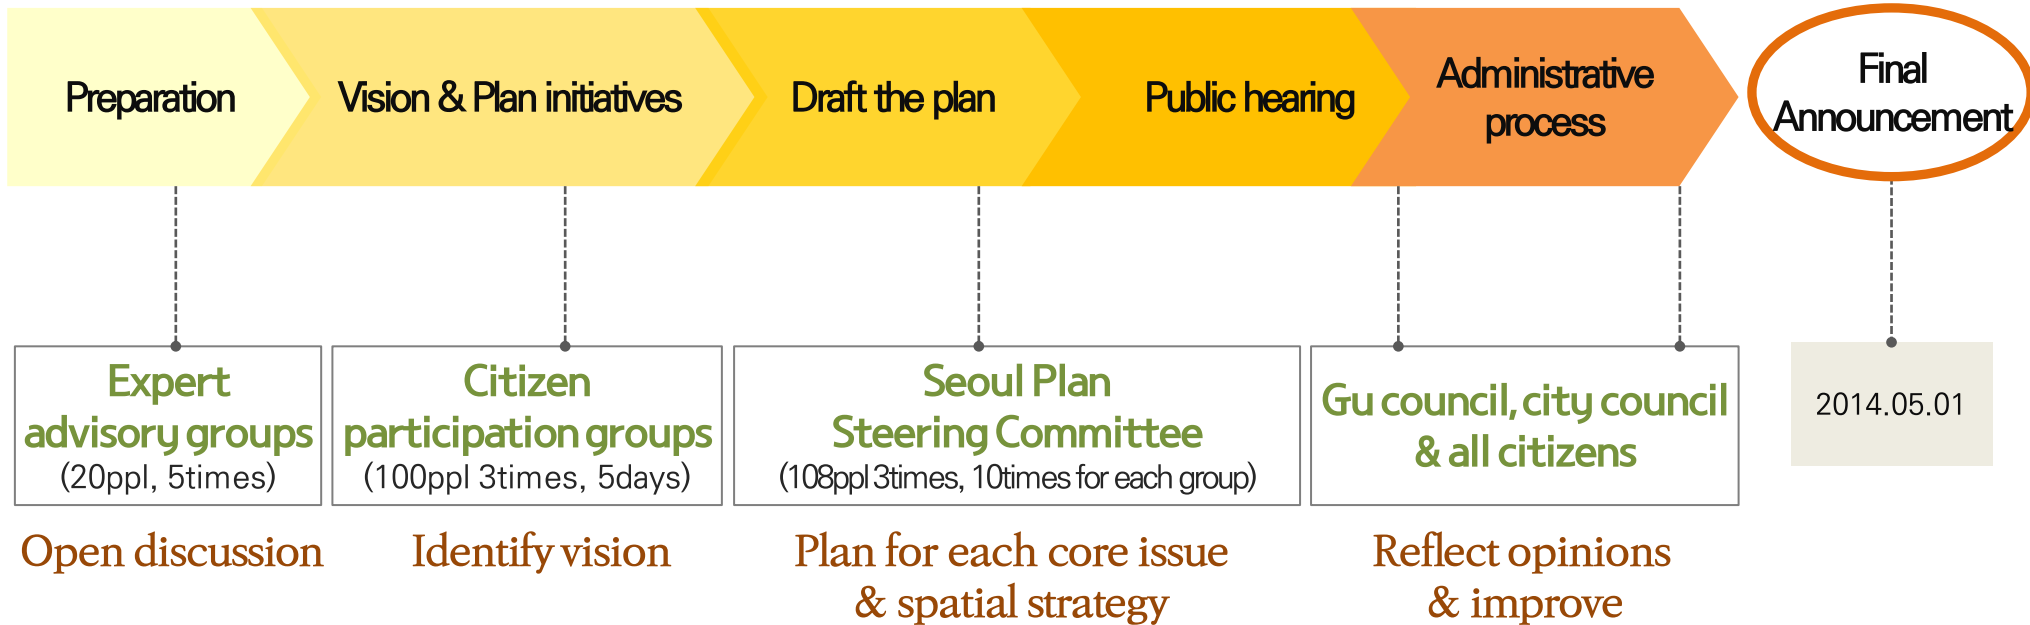 Preparation
Vision & Plan initiatives
Draft the plan
Public hearing
Administrative
process
Final
Announcement
Expert
advisory groups
(20ppl, 5times)
Citizen
participation groups
(100ppl 3times, 5days)
Seoul Plan
Steering Committee
(108ppl 3times, 10times for each group)
Gu council, city council
& all citizens
2014.05.01
Open discussion
Identify vision
Plan for each core issue
& spatial strategy
Reflect opinions
& improve